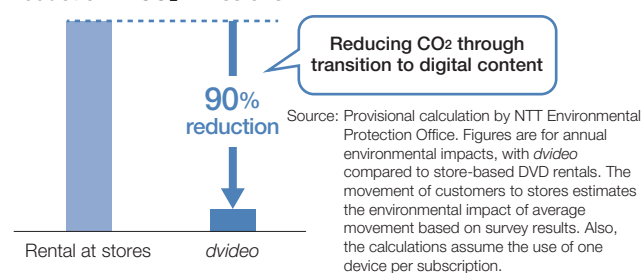 Reducing CO2 through
transition to digital content
90%
reduction
Source: Provisional calculation by NTT Environmental
Protection Office. Figures are for annual
environmental impacts, with dvideo
compared to store-based DVD rentals. The
movement of customers to stores estimates
the environmental impact of average
movement based on survey results. Also,
the calculations assume the use of one
device per subscription.
Rental at stores
dvideo